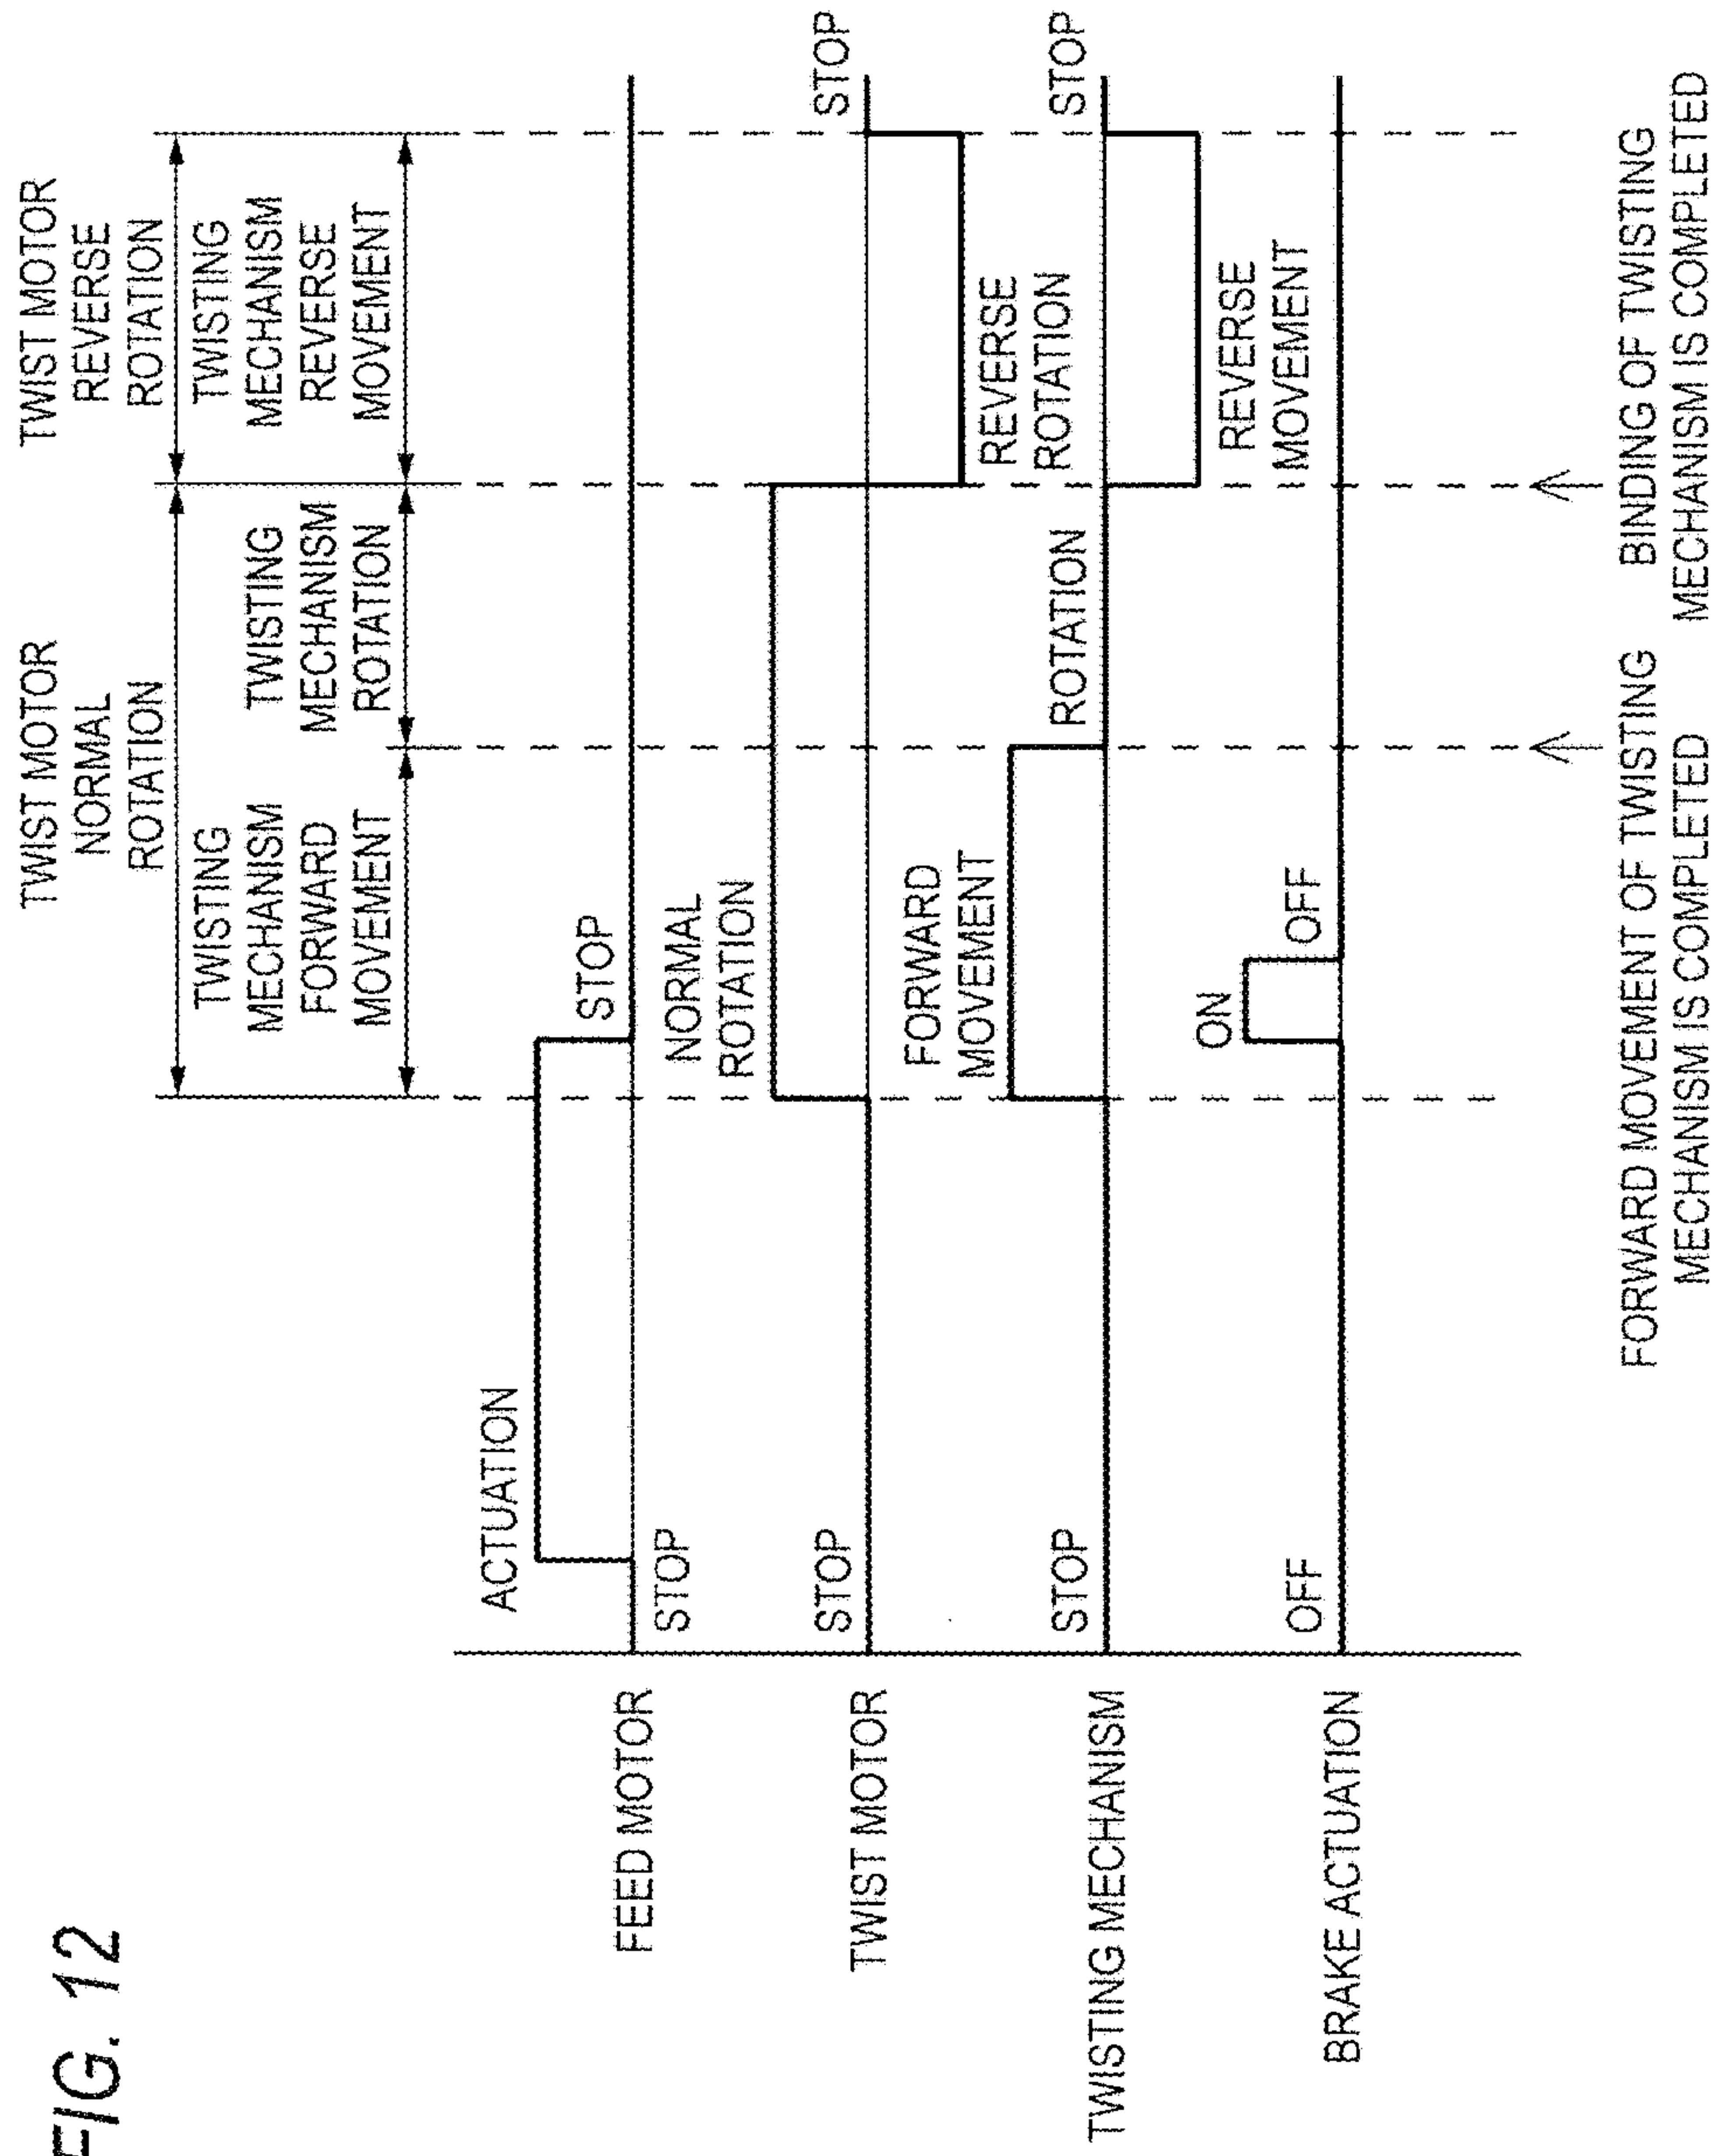 FIG. 12
TWIST MOTOR
NORMAL
ROTATION
TWIST MOTOR
REVERSE
ROTATION
TWISTING
MECHANISM
FORWARD
MOVEMENT
TWISTING
MECHANISM
ROTATION
TWISTING
MECHANISM
REVERSE
MOVEMENT
FEED MOTOR
STOP
ACTUATION
STOP
TWIST MOTOR
STOP
NORMAL
ROTATION
REVERSE
ROTATION
STOP
TWISTING MECHANISM
STOP
FORWARD
MOVEMENT
ROTATION
REVERSE
MOVEMENT
STOP
BRAKE ACTUATION
OFF
ON
OFF
FORWARD MOVEMENT OF TWISTING
MECHANISM IS COMPLETED
BINDING OF TWISTING
MECHANISM IS COMPLETED